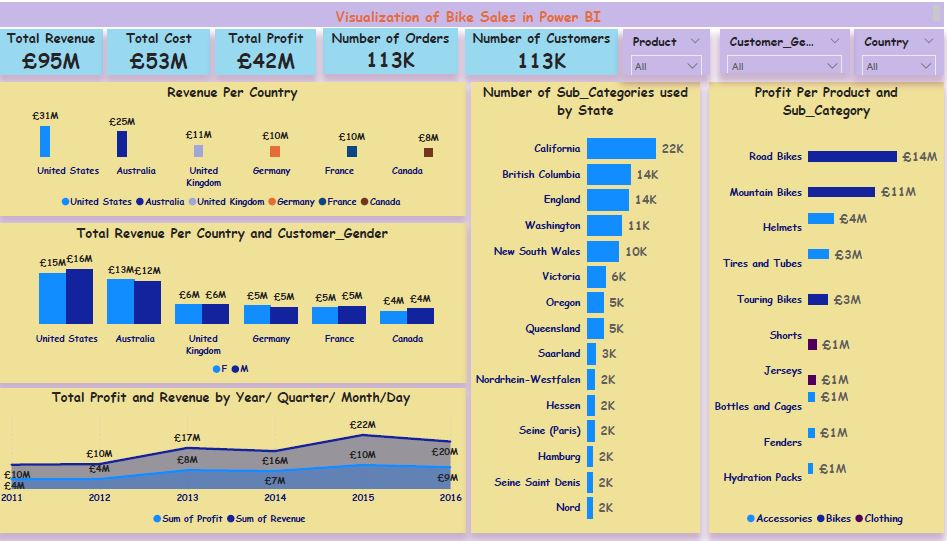 Visualization of Bike Sales in Power BI
Total Revenue
£95M
Total Cost
£53M
Total Profit
£42M
Number of Orders
113K
Number of Customers
113K
Product
All
Customer_Ge...
All
Country
All
Revenue Per Country
£31M
£25M
£11M
£10M
£10M
£8M
United States
Australia
United
Kingdom
Germany
France
Canada
United States Australia United Kingdom Germany France Canada
Total Revenue Per Country and Customer_Gender
£15M £16M
£13M £12M
£6M £6M
£5M £5M
£5M £5M
£4M £4M
United States
Australia
United
Kingdom
Germany
France
Canada
F M
Total Profit and Revenue by Year/ Quarter/ Month/Day
£10M
£4M
£10M
£4M
£17M
£8M
£16M
£7M
£22M
£10M
£20M
£9M
2011 2012 2013 2014 2015 2016
Sum of Profit Sum of Revenue
Number of Sub_Categories used
by State
California 22K
British Columbia 14K
England 14K
Washington 11K
New South Wales 10K
Victoria 6K
Oregon 5K
Queensland 5K
Saarland 3K
Nordrhein-Westfalen 2K
Hessen 2K
Seine (Paris) 2K
Hamburg 2K
Seine Saint Denis 2K
Nord 2K
Profit Per Product and
Sub_Category
Road Bikes £14M
Mountain Bikes £11M
Helmets £4M
Tires and Tubes £3M
Touring Bikes £3M
Shorts £1M
Jerseys £1M
Bottles and Cages £1M
Fenders £1M
Hydration Packs £1M
Accessories Bikes Clothing